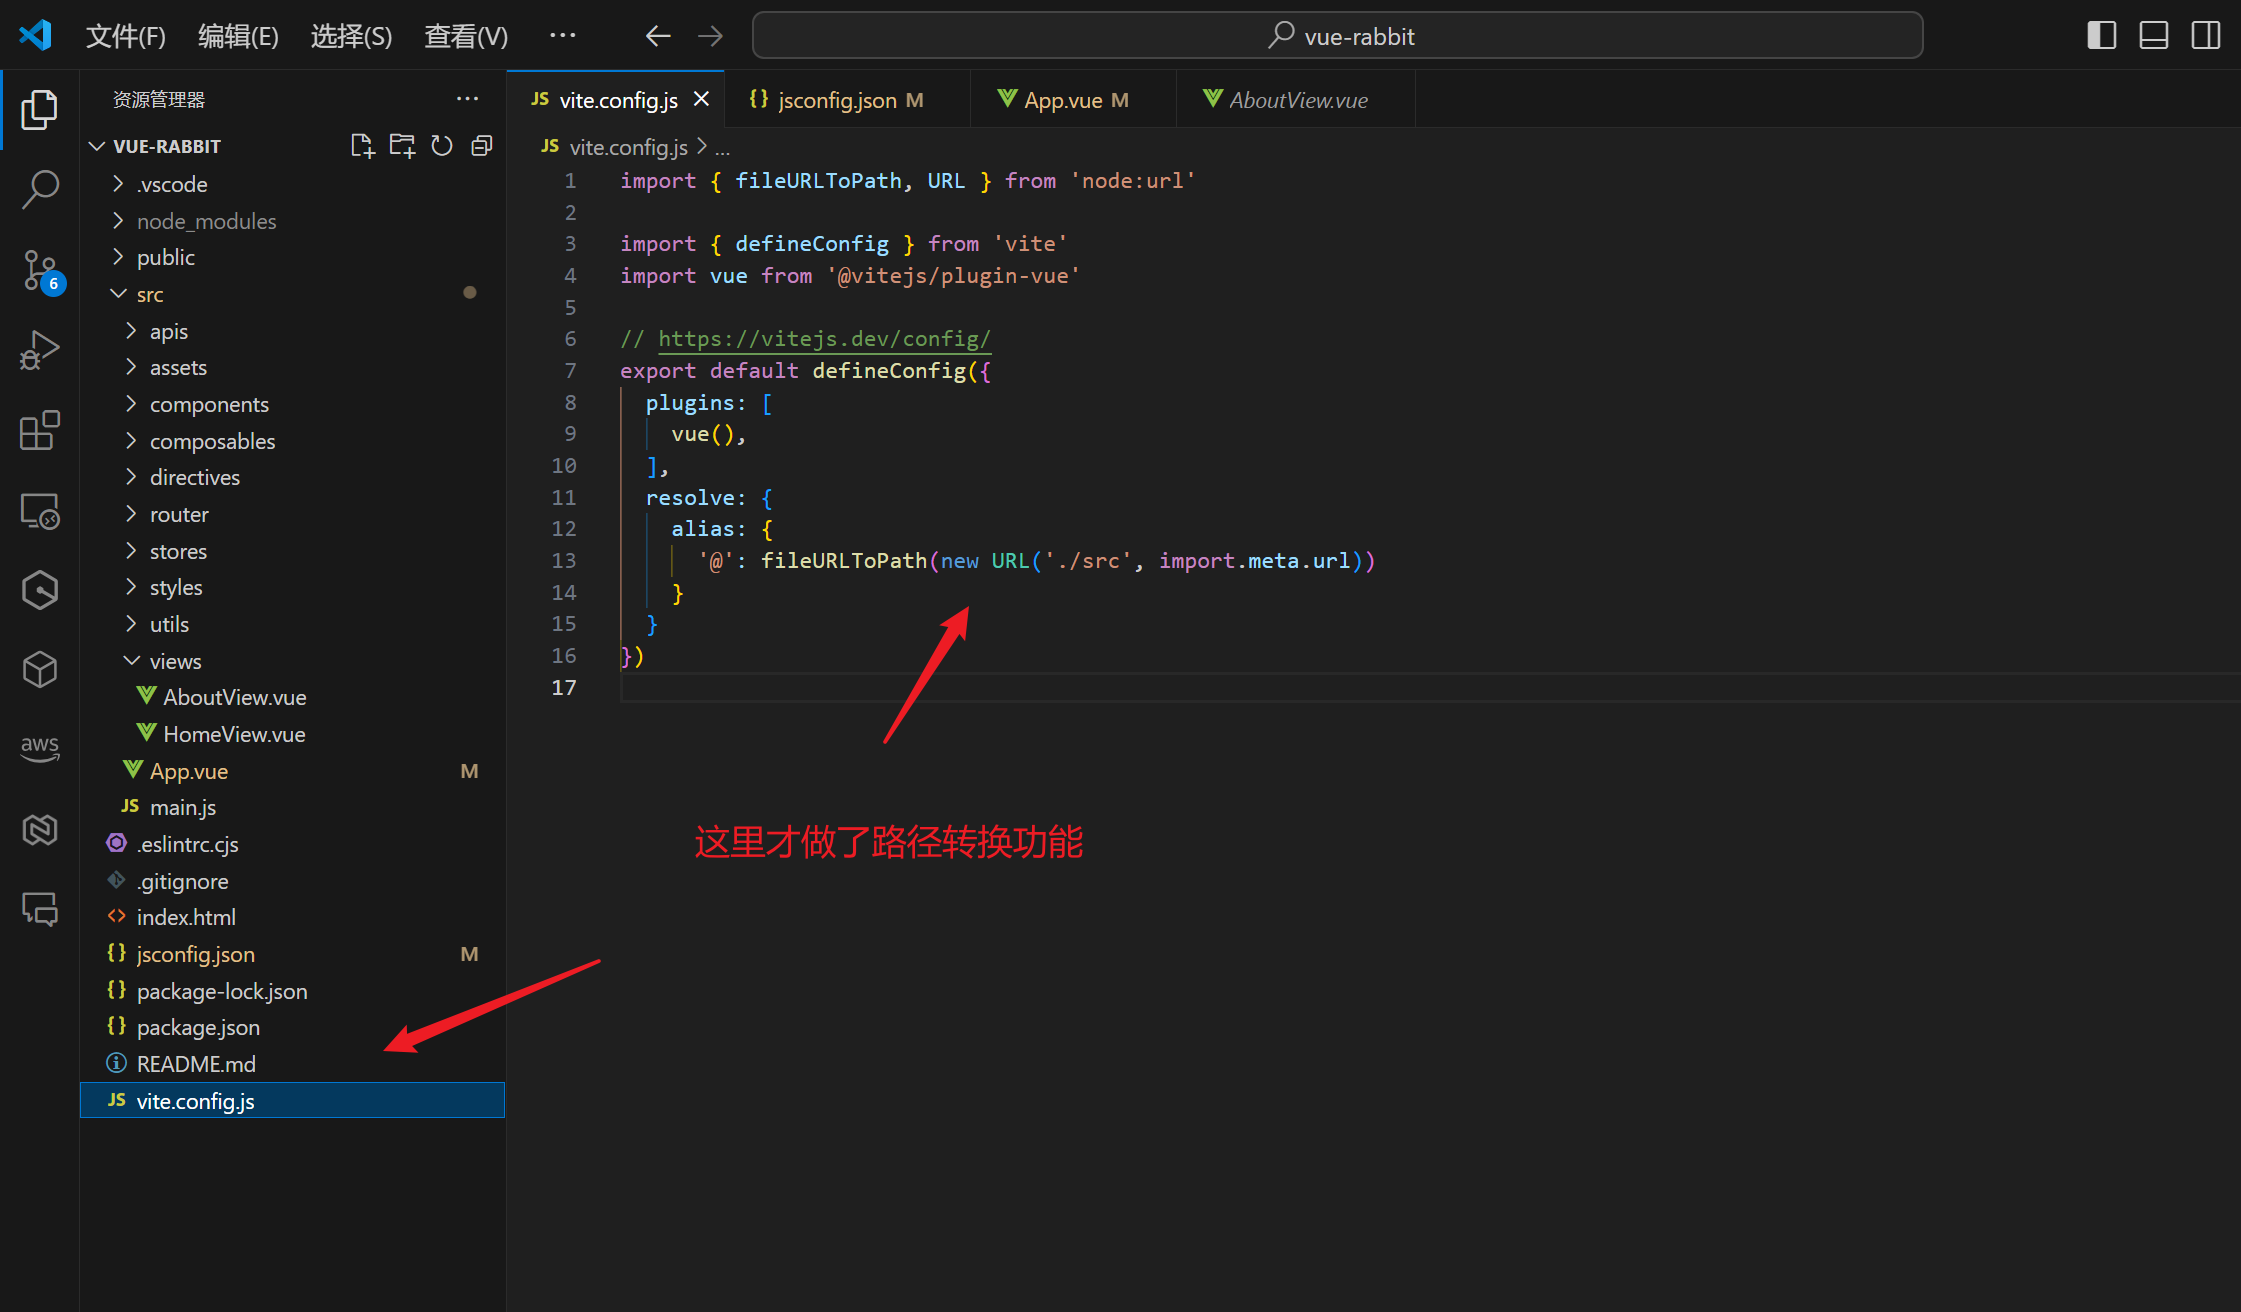 文件(F) 编辑(E) 选择(S) 查看(V) ··· vue-rabbit
资源管理器 ···
VUE-RABBIT
.vscode
node_modules
public
src
apis
assets
components
composables
directives
router
stores
styles
utils
views
AboutView.vue
HomeView.vue
App.vue M
JS main.js
.eslintrc.cjs
.gitignore
<> index.html
{} jsconfig.json M
{} package-lock.json
{} package.json
README.md
JS vite.config.js
6
aws
JS vite.config.js {} jsconfig.json M App.vue M AboutView.vue
JS vite.config.js > ...
1 import { fileURLToPath, URL } from 'node:url'
2
3 import { defineConfig } from 'vite'
4 import vue from '@vitejs/plugin-vue'
5
6 // https://vitejs.dev/config/
7 export default defineConfig({
8 plugins: [
9 vue(),
10 ],
11 resolve: {
12 alias: {
13 '@': fileURLToPath(new URL('./src', import.meta.url))
14 }
15 }
16 })
17
这里才做了路径转换功能